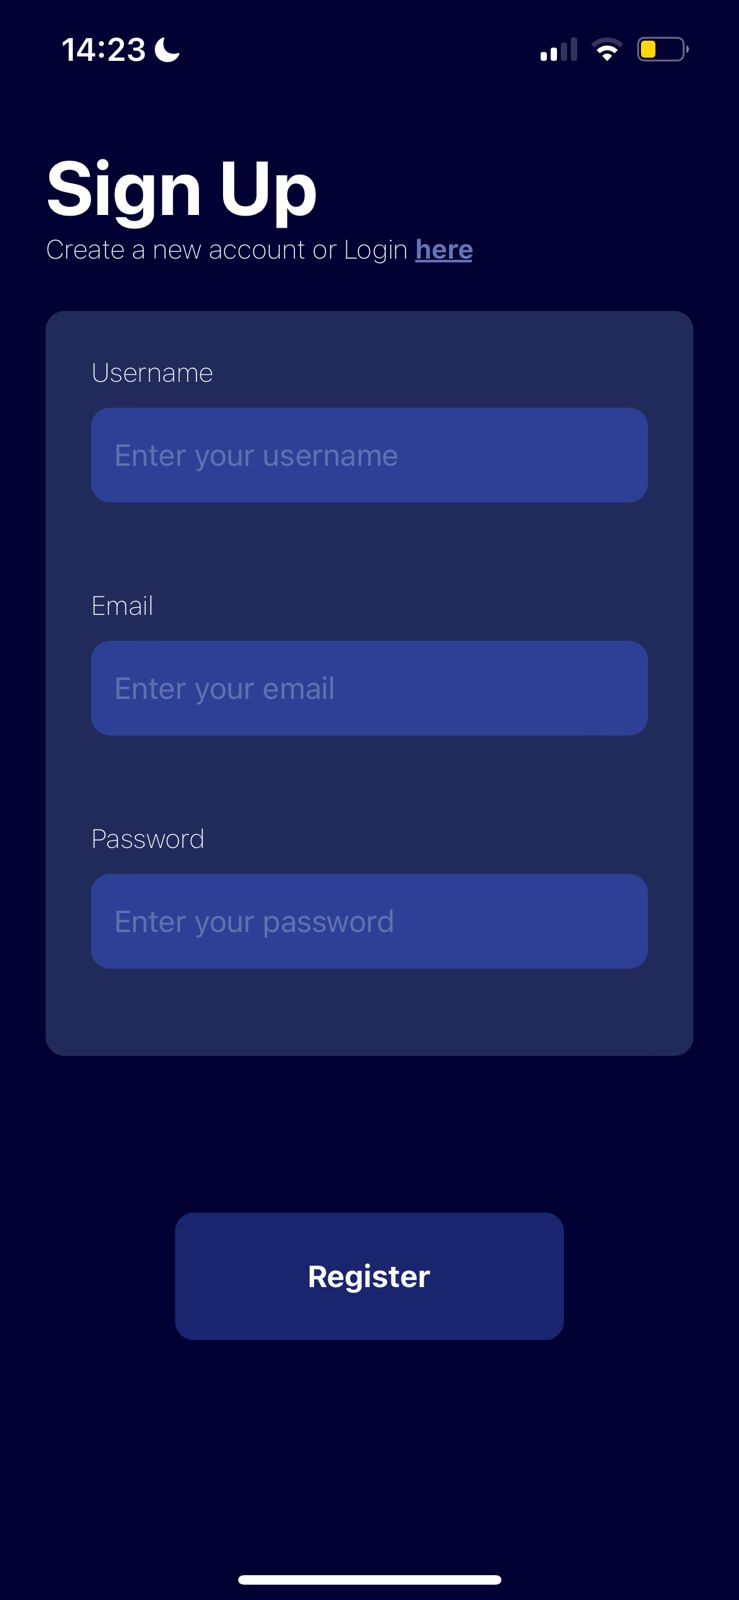 14:23
Sign Up
Create a new account or Login here
Username
Enter your username
Email
Enter your email
Password
Enter your password
Register